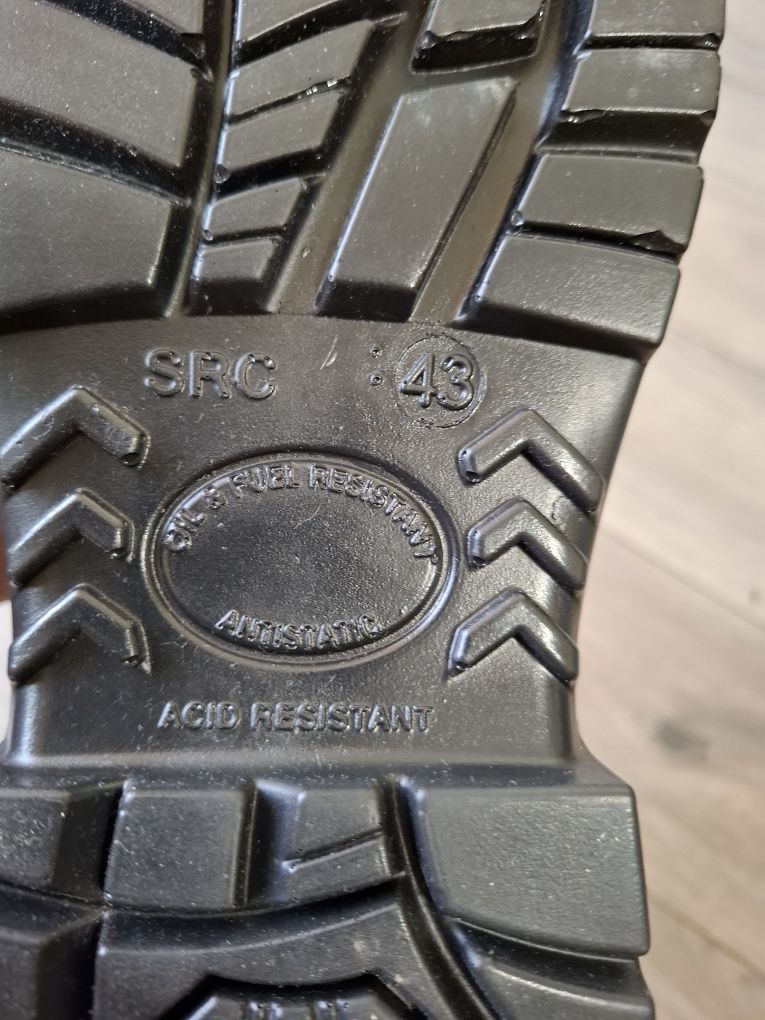 SRC 43
OIL & FUEL RESISTANT
ANTISTATIC
ACID RESISTANT